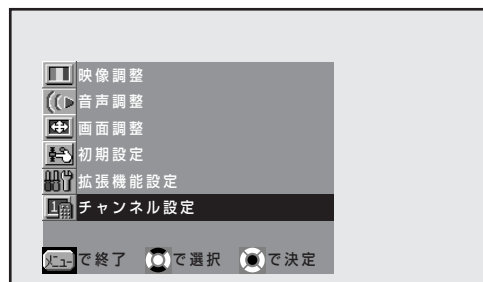 映像調整
音声調整
画面調整
初期設定
拡張機能設定
チャンネル設定
メニューで終了 で選択 で決定